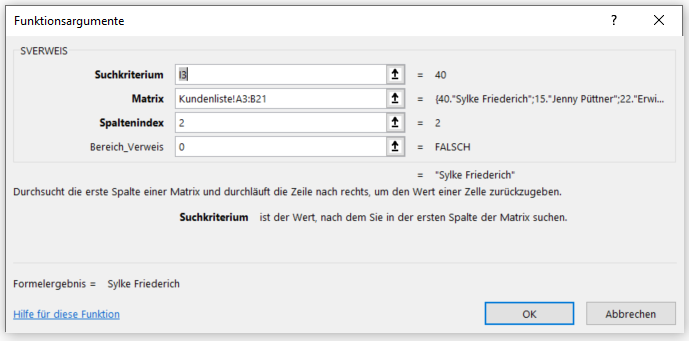 Funktionsargumente ? ×
SVERWEIS
Suchkriterium I3 = 40
Matrix Kundenliste!A3:B21 = {40."Sylke Friederich";15."Jenny Püttner";22."Erwi...
Spaltenindex 2 = 2
Bereich_Verweis 0 = FALSCH
= "Sylke Friederich"
Durchsucht die erste Spalte einer Matrix und durchläuft die Zeile nach rechts, um den Wert einer Zelle zurückzugeben.
Suchkriterium ist der Wert, nach dem Sie in der ersten Spalte der Matrix suchen.
Formelergebnis = Sylke Friederich
Hilfe für diese Funktion OK Abbrechen